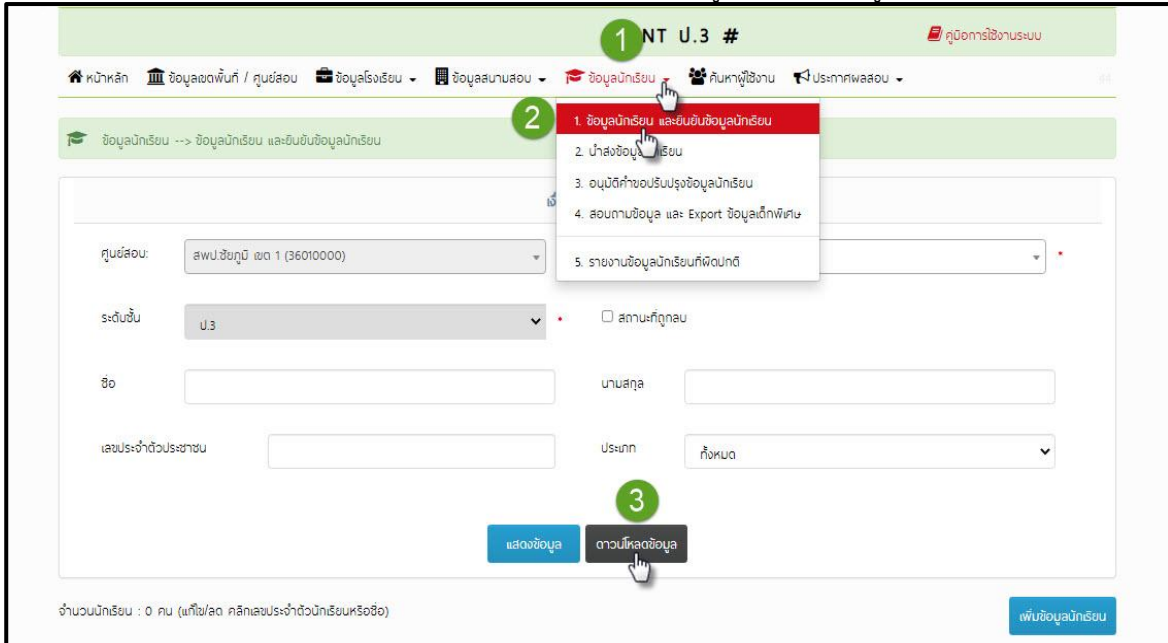 1
NT ป.3 #
คู่มือการใช้งานระบบ
หน้าหลัก ข้อมูลเขตพื้นที่ / ศูนย์สอบ ข้อมูลโรงเรียน ข้อมูลสนามสอบ ข้อมูลนักเรียน ค้นหาผู้ใช้งาน ประกาศผลสอบ
2
1. ข้อมูลนักเรียน และยืนยันข้อมูลนักเรียน
ข้อมูลนักเรียน --> ข้อมูลนักเรียน และยืนยันข้อมูลนักเรียน
2. นำส่งข้อมูลนักเรียน
3. อนุมัติคำขอปรับปรุงข้อมูลนักเรียน
4. สอบถามข้อมูล และ Export ข้อมูลเด็กพิเศษ
5. รายงานข้อมูลนักเรียนที่ผิดปกติ
ศูนย์สอบ: สพป.ชัยภูมิ เขต 1 (36010000) *
ระดับชั้น ป.3 * สถานะที่ถูกลบ
ชื่อ นามสกุล
เลขประจำตัวประชาชน ประเภท ทั้งหมด
3
แสดงข้อมูล ดาวน์โหลดข้อมูล
จำนวนนักเรียน : 0 คน (แก้ไข/ลด คลิกเลขประจำตัวนักเรียนหรือชื่อ)
เพิ่มข้อมูลนักเรียน